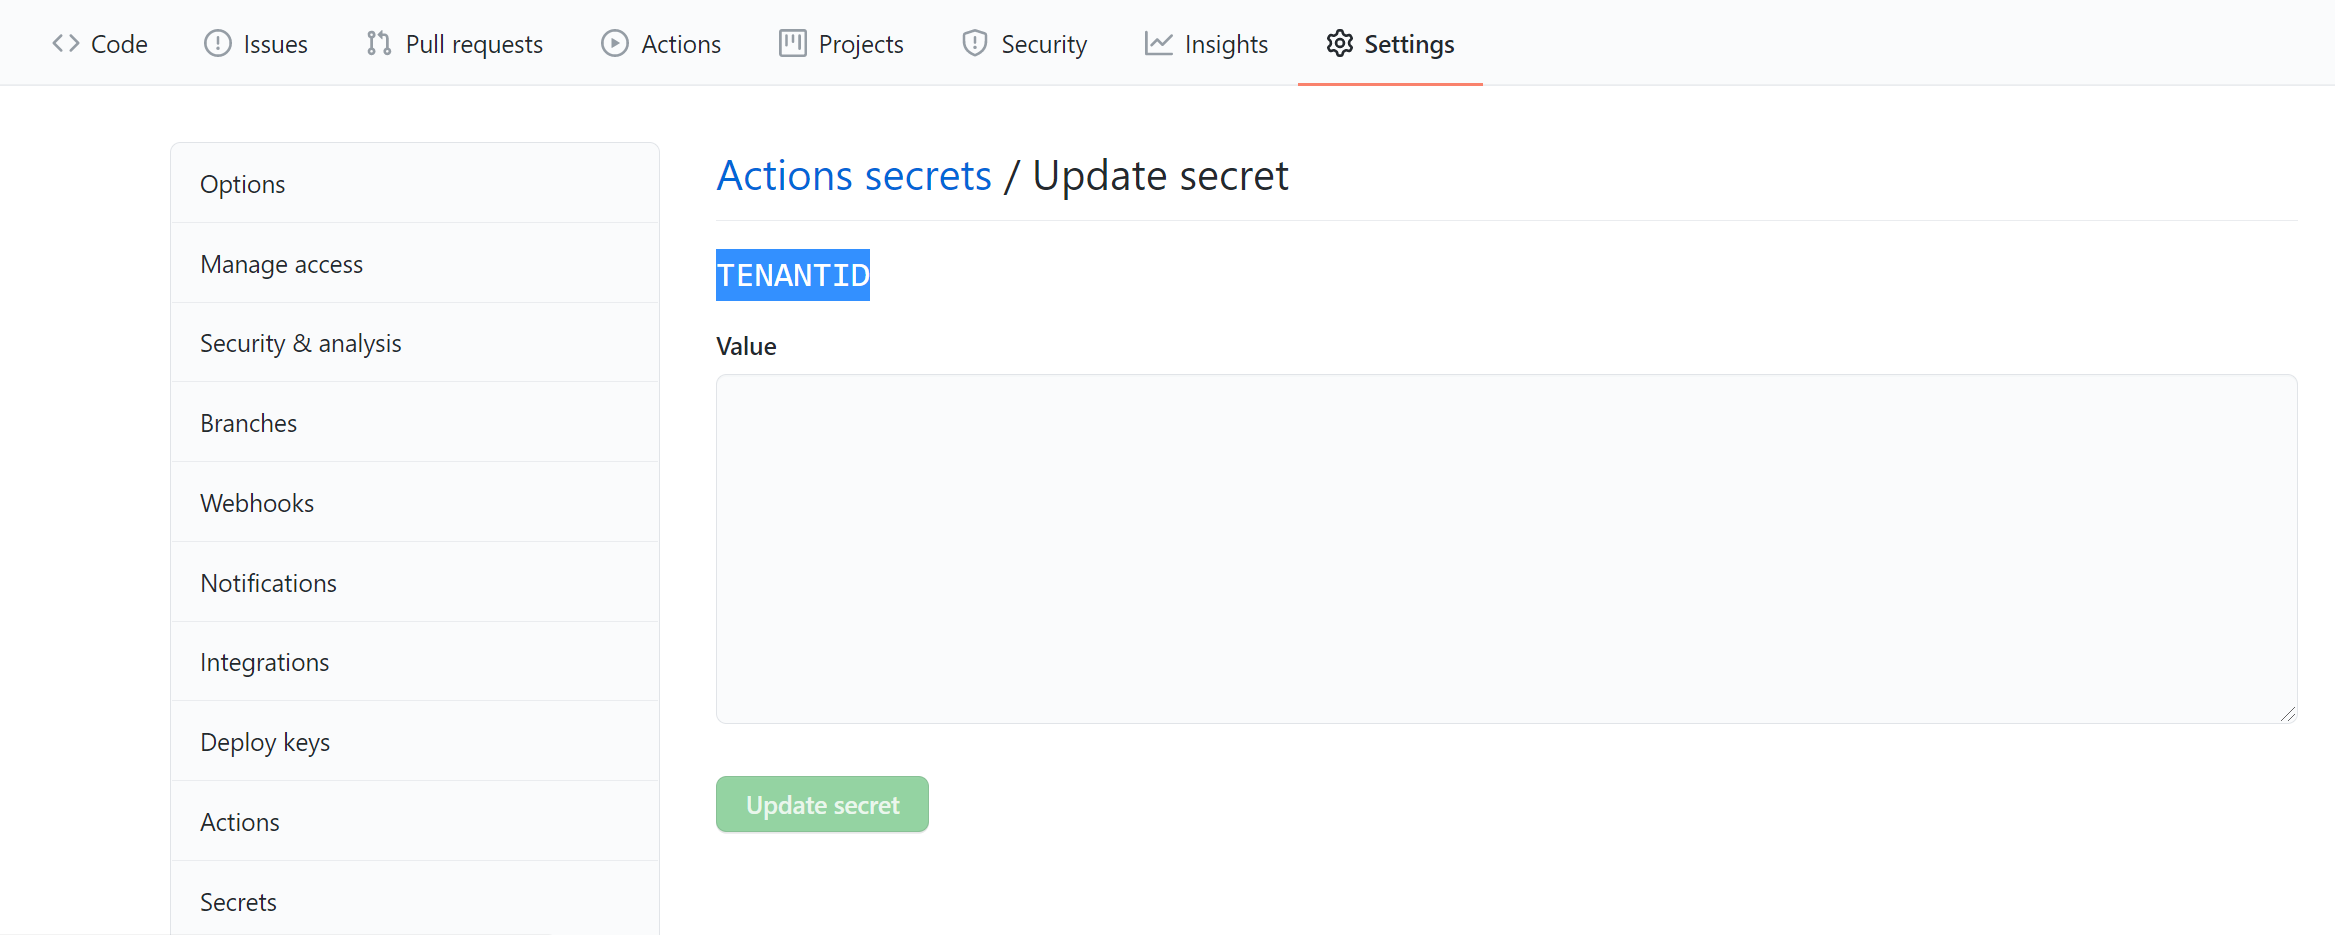 Code Issues Pull requests Actions Projects Security Insights Settings
Options
Manage access
Security & analysis
Branches
Webhooks
Notifications
Integrations
Deploy keys
Actions
Secrets
Actions secrets / Update secret
TENANTID
Value
Update secret